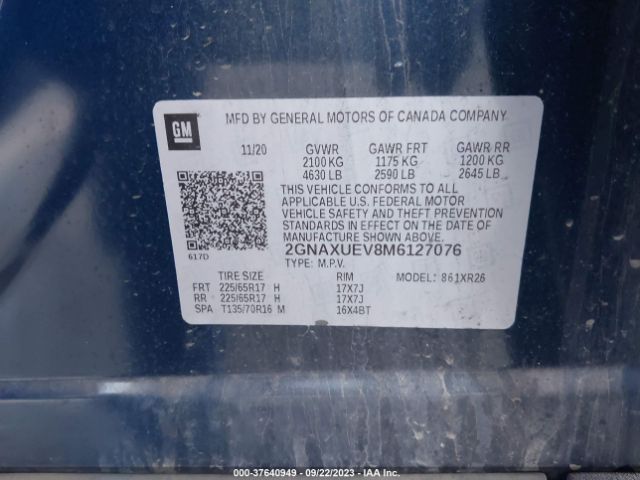 GM
MFD BY GENERAL MOTORS OF CANADA COMPANY
11/20 GVWR GAWR FRT GAWR RR
2100 KG 1175 KG 1200 KG
4630 LB 2590 LB 2645 LB
THIS VEHICLE CONFORMS TO ALL
APPLICABLE U.S. FEDERAL MOTOR
VEHICLE SAFETY AND THEFT PREVENTION
STANDARDS IN EFFECT ON THE DATE OF
MANUFACTURE SHOWN ABOVE.
617D 2GNAXUEV8M6127076
TYPE: M.P.V.
TIRE SIZE RIM MODEL: 861XR26
FRT 225/65R17 H 17X7J
RR 225/65R17 H 17X7J
SPA T135/70R16 M 16X4BT
000-37640949 - 09/22/2023 - IAA Inc.